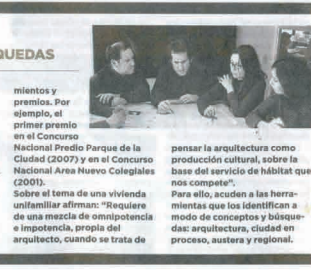 QUEDAS
mientos y
premios. Por
ejemplo, el
primer premio
en el Concurso
Nacional Predio Parque de la
Ciudad (2007) y en el Concurso
Nacional Area Nuevo Colegiales
(2001).
Sobre el tema de una vivienda
unifamiliar afirman: "Requiere
de una mezcla de omnipotencia
e impotencia, propia del
arquitecto, cuando se trata de
pensar la arquitectura como
producción cultural, sobre la
base del servicio de hábitat que
nos compete".
Para ello, acuden a las herra-
mientas que los identifican a
modo de conceptos y búsque-
das: arquitectura, ciudad en
proceso, austera y regional.